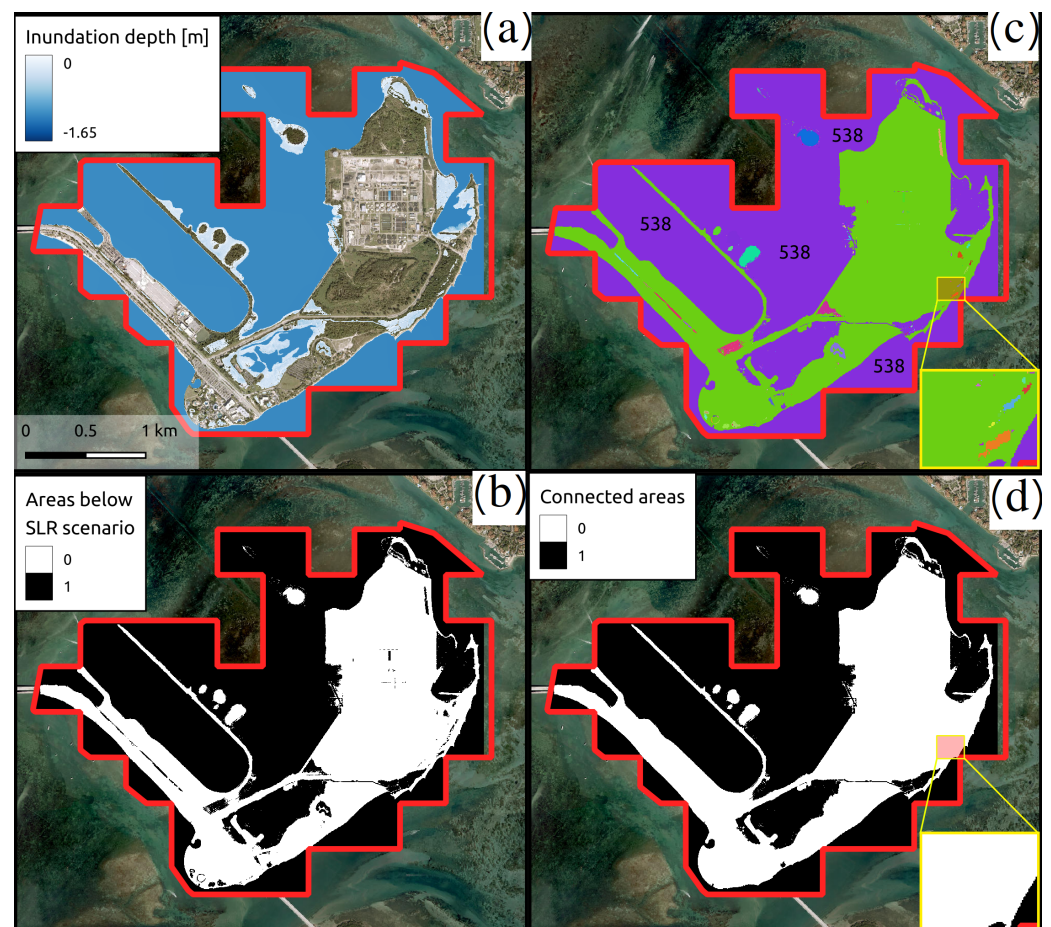 (a)
Inundation depth [m]
0
-1.65
0 0.5 1 km
(c)
538
538
538
538
(b)
Areas below
SLR scenario
0
1
(d)
Connected areas
0
1